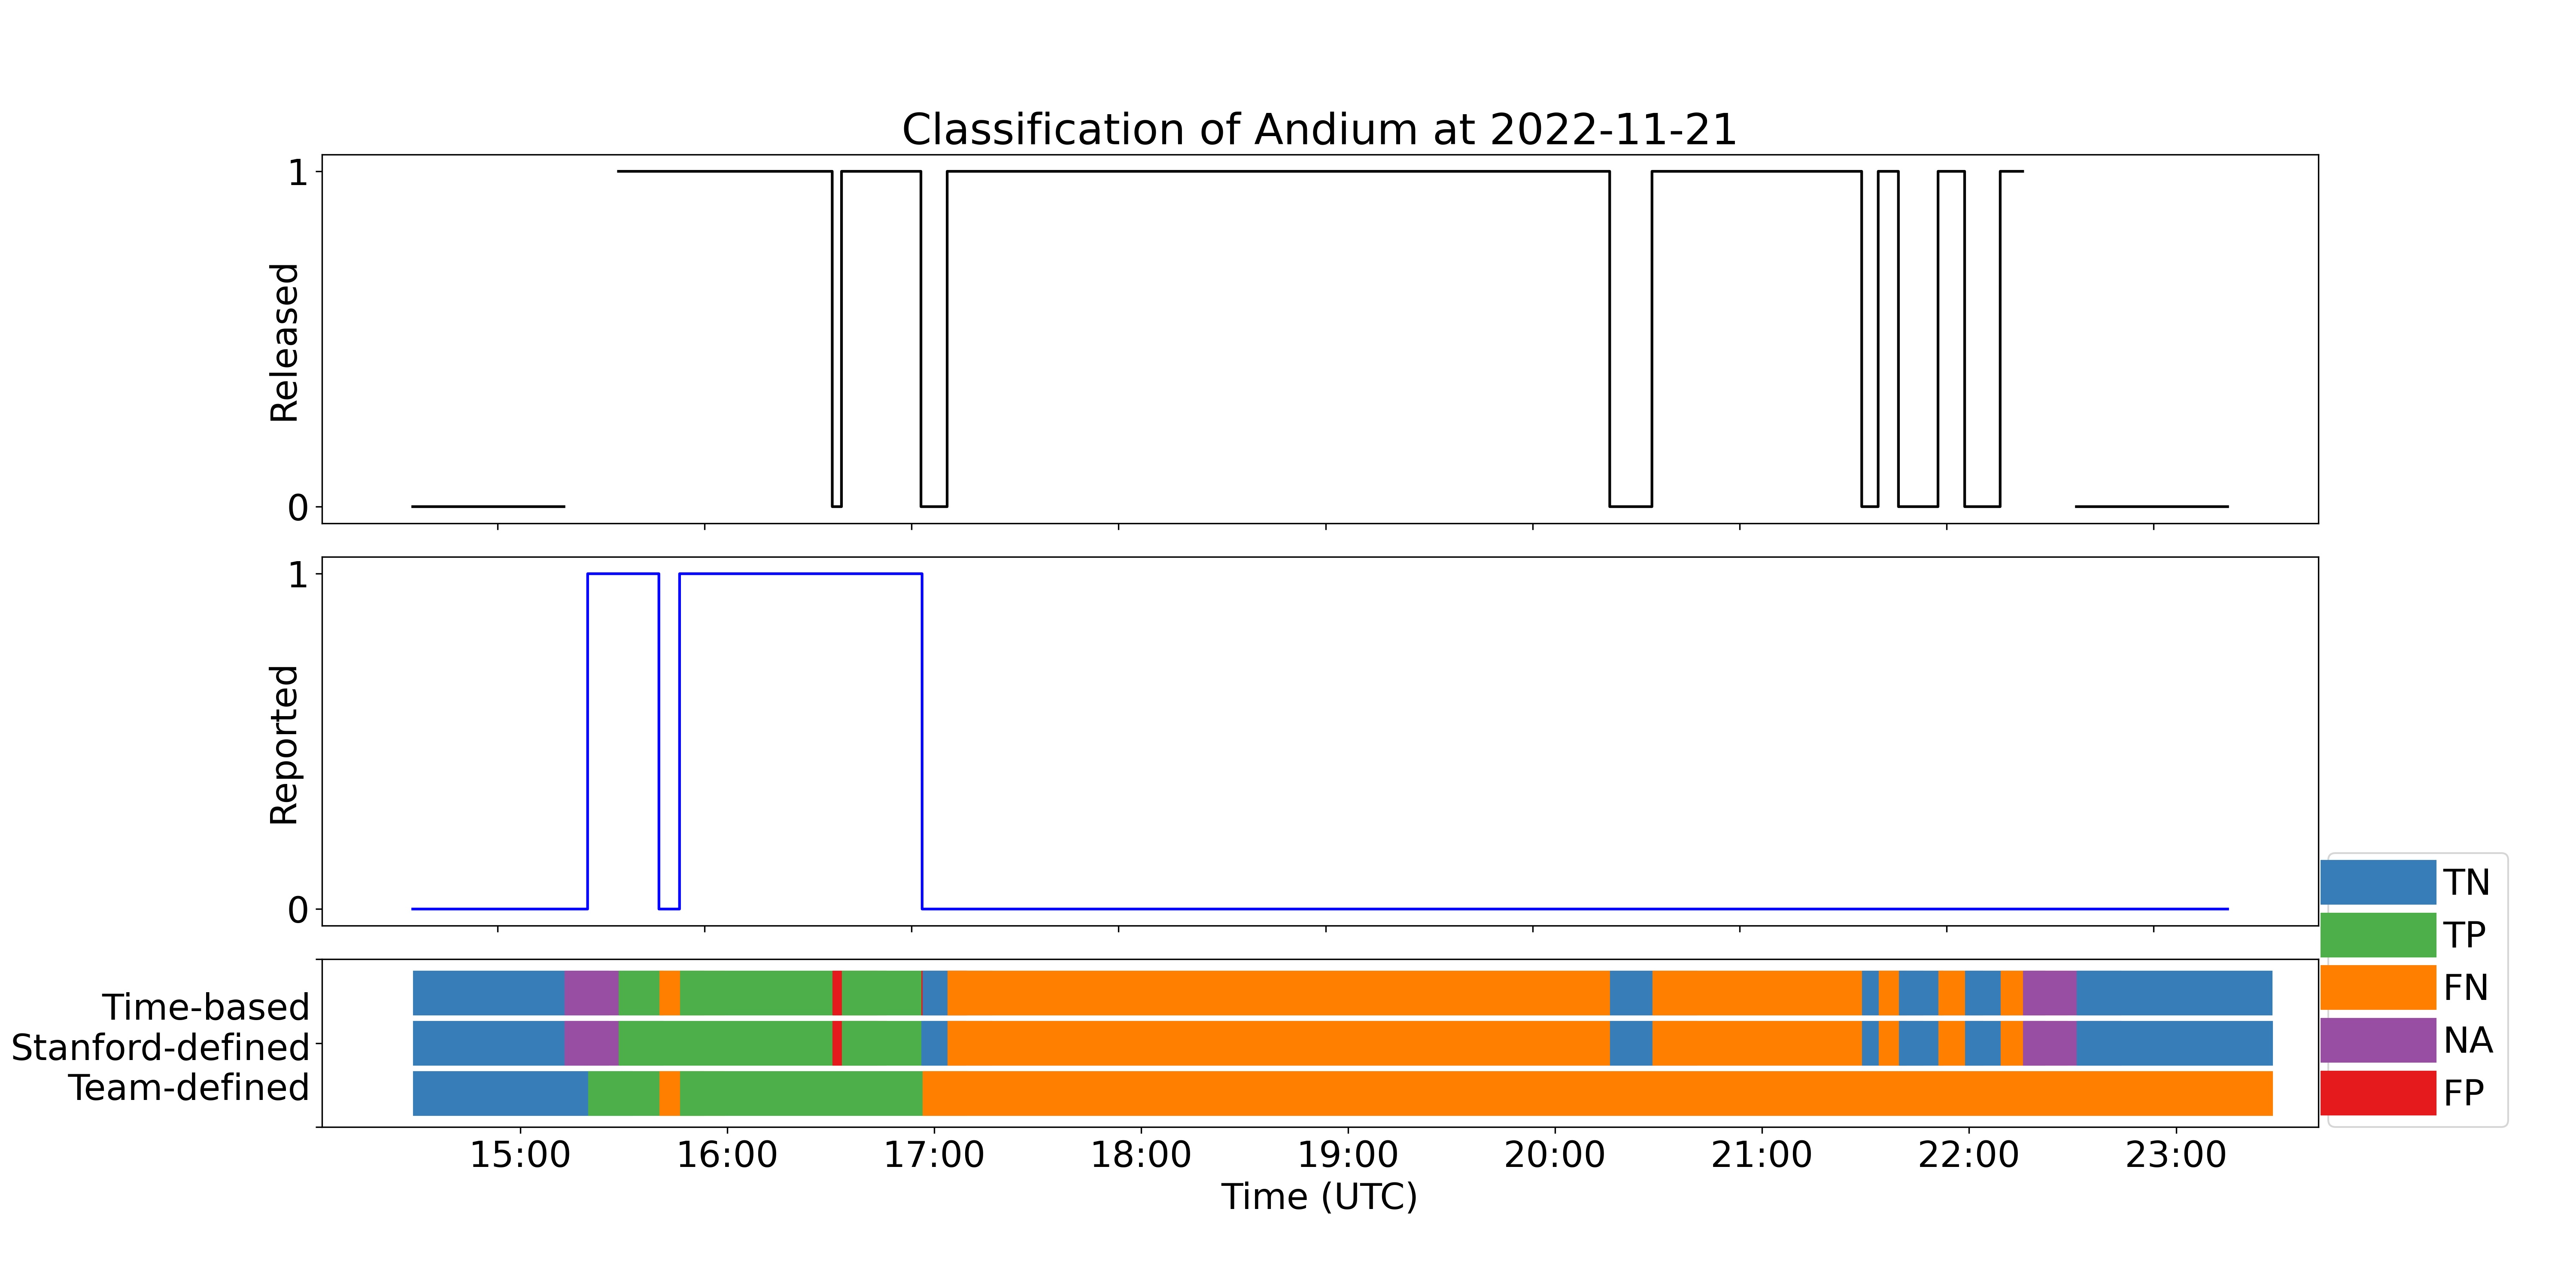 Classification of Andium at 2022-11-21
1
Released
0
1
Reported
0
Time-based
Stanford-defined
Team-defined
TN
TP
FN
NA
FP
15:00 16:00 17:00 18:00 19:00 20:00 21:00 22:00 23:00
Time (UTC)